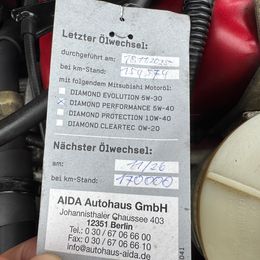 Letzter Ölwechsel:
durchgeführt am:
bei km-Stand: 154974
mit folgendem Mitsubishi Motoröl:
DIAMOND EVOLUTION 5W-30
DIAMOND PERFORMANCE 5W-40
DIAMOND PROTECTION 10W-40
DIAMOND CLEARTEC 0W-20
Nächster Ölwechsel:
am: 11/26
bei km-Stand: 170000
AIDA Autohaus GmbH
Johannisthaler Chaussee 403
12351 Berlin
Tel.: 0 30 / 67 06 66 00
Fax: 0 30 / 67 06 66 10
info@autohaus-aida.de